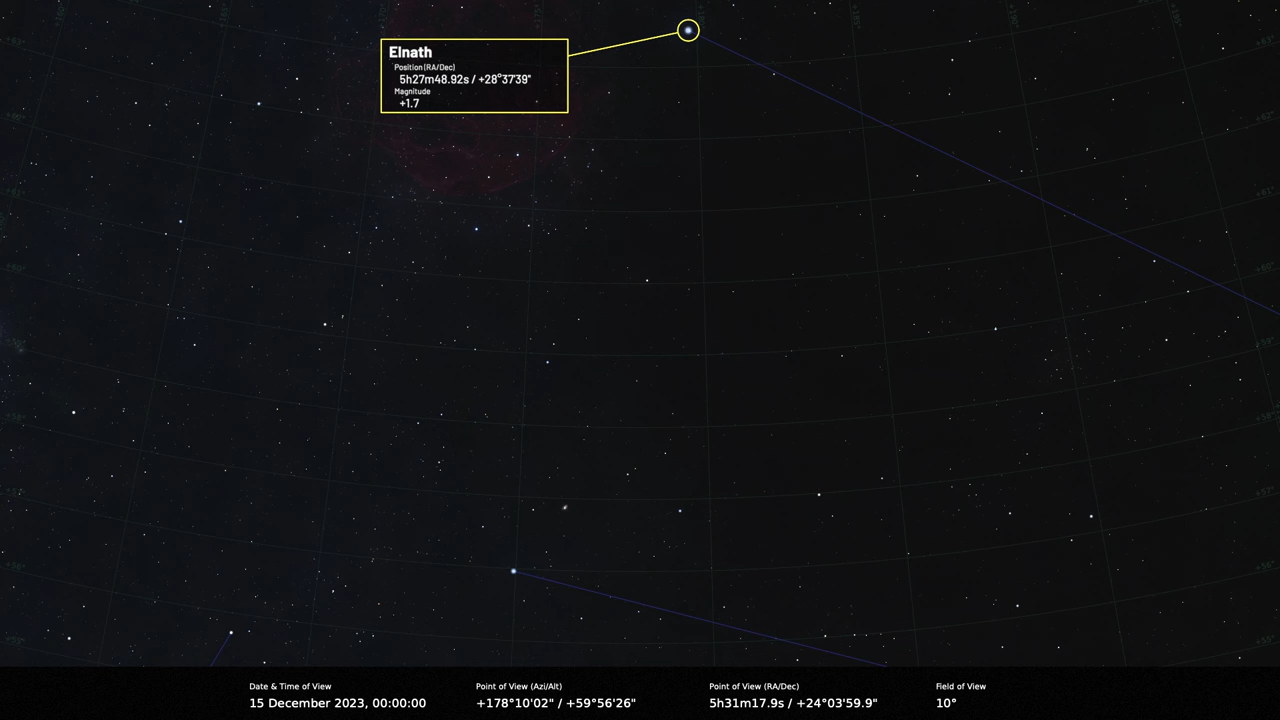 Elnath
Position(RA/Dec)
5h27m48.92s / +28°37'39"
Magnitude
+1.7
Date & Time of View
15 December 2023, 00:00:00
Point of View (Azi/Alt)
+178°10'02" / +59°56'26"
Point of View (RA/Dec)
5h31m17.9s / +24°03'59.9"
Field of View
10°